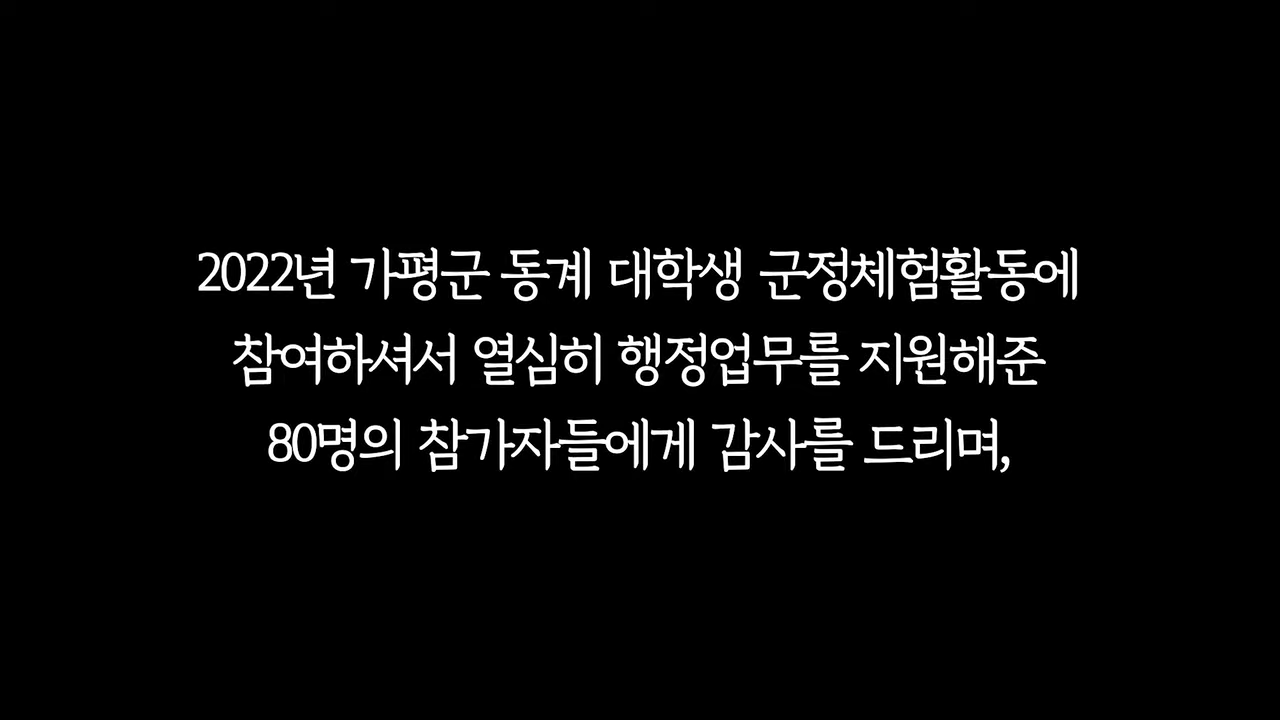 2022년 가평군 동계 대학생 군정체험활동에
참여하셔서 열심히 행정업무를 지원해준
80명의 참가자들에게 감사를 드리며,